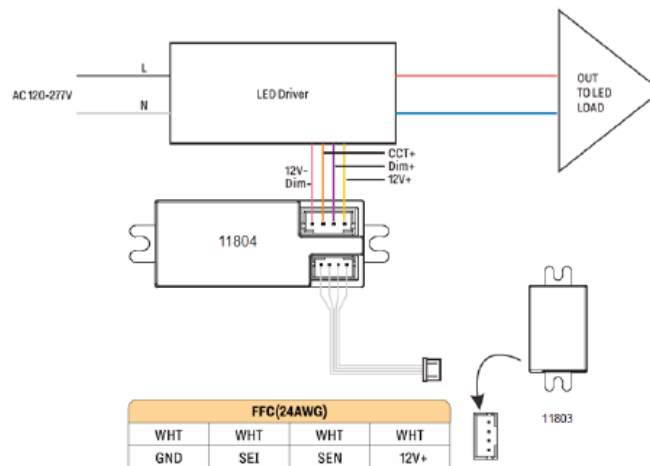 L
AC 120-277V
N
LED Driver
OUT
TO LED
LOAD
CCT+
12V-
Dim+
Dim-
12V+
11804
11803
FFC(24AWG)
WHT WHT WHT WHT
GND SEI SEN 12V+